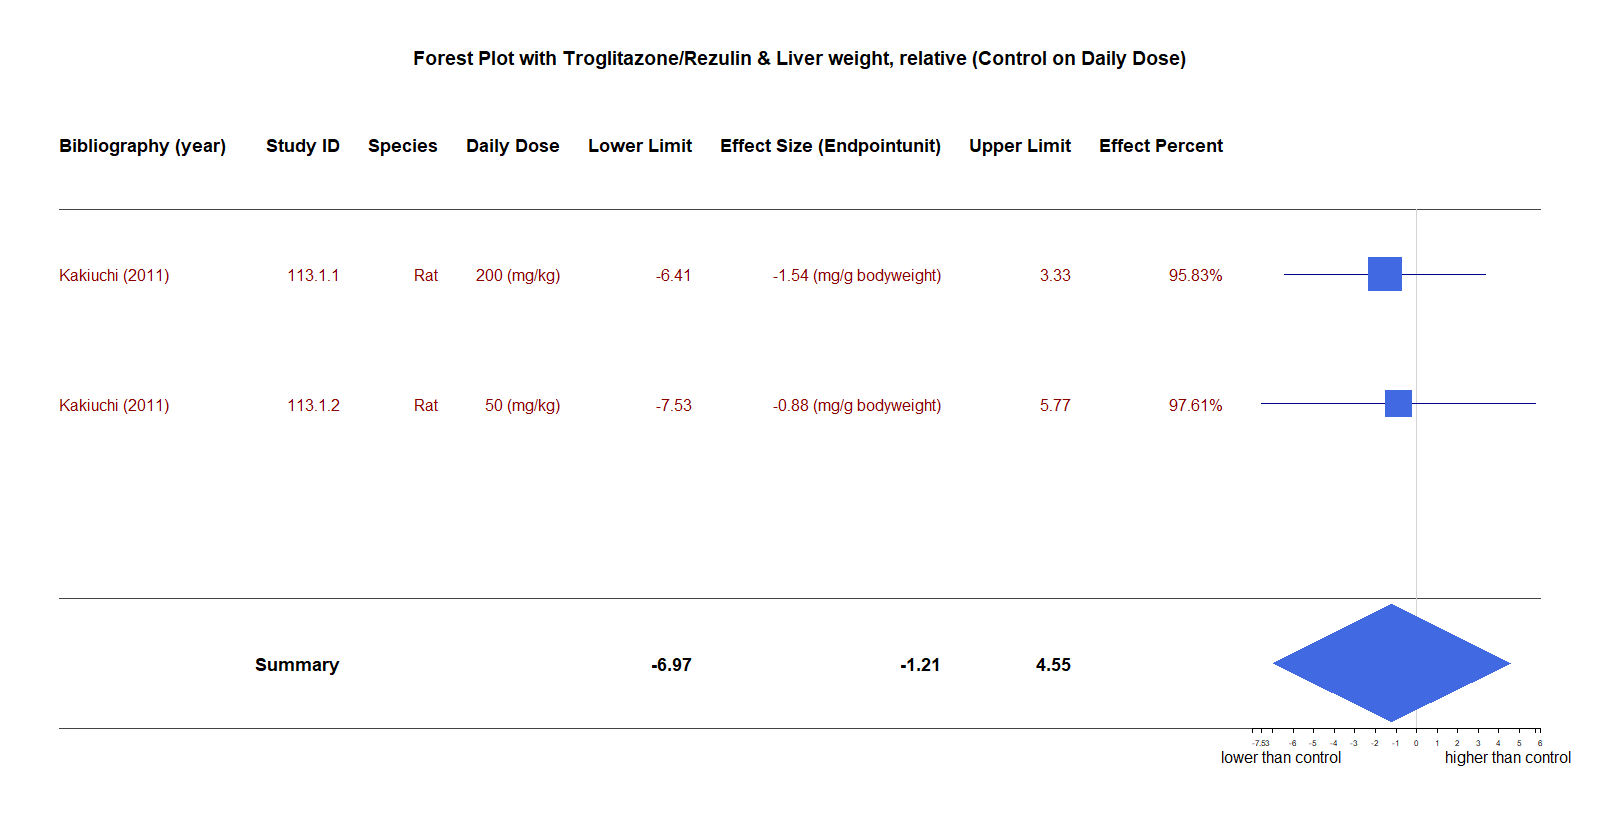 Forest Plot with Troglitazone/Rezulin & Liver weight, relative (Control on Daily Dose)
Bibliography (year) Study ID Species Daily Dose Lower Limit Effect Size (Endpointunit) Upper Limit Effect Percent
Kakiuchi (2011) 113.1.1 Rat 200 (mg/kg) -6.41 -1.54 (mg/g bodyweight) 3.33 95.83%
Kakiuchi (2011) 113.1.2 Rat 50 (mg/kg) -7.53 -0.88 (mg/g bodyweight) 5.77 97.61%
Summary -6.97 -1.21 4.55
-7.53 -6 -5 -4 -3 -2 -1 0 1 2 3 4 5 6
lower than control higher than control